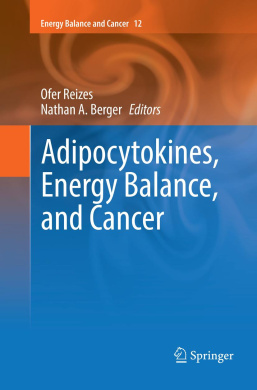 Energy Balance and Cancer 12
Ofer Reizes
Nathan A. Berger Editors
Adipocytokines,
Energy Balance,
and Cancer
Springer